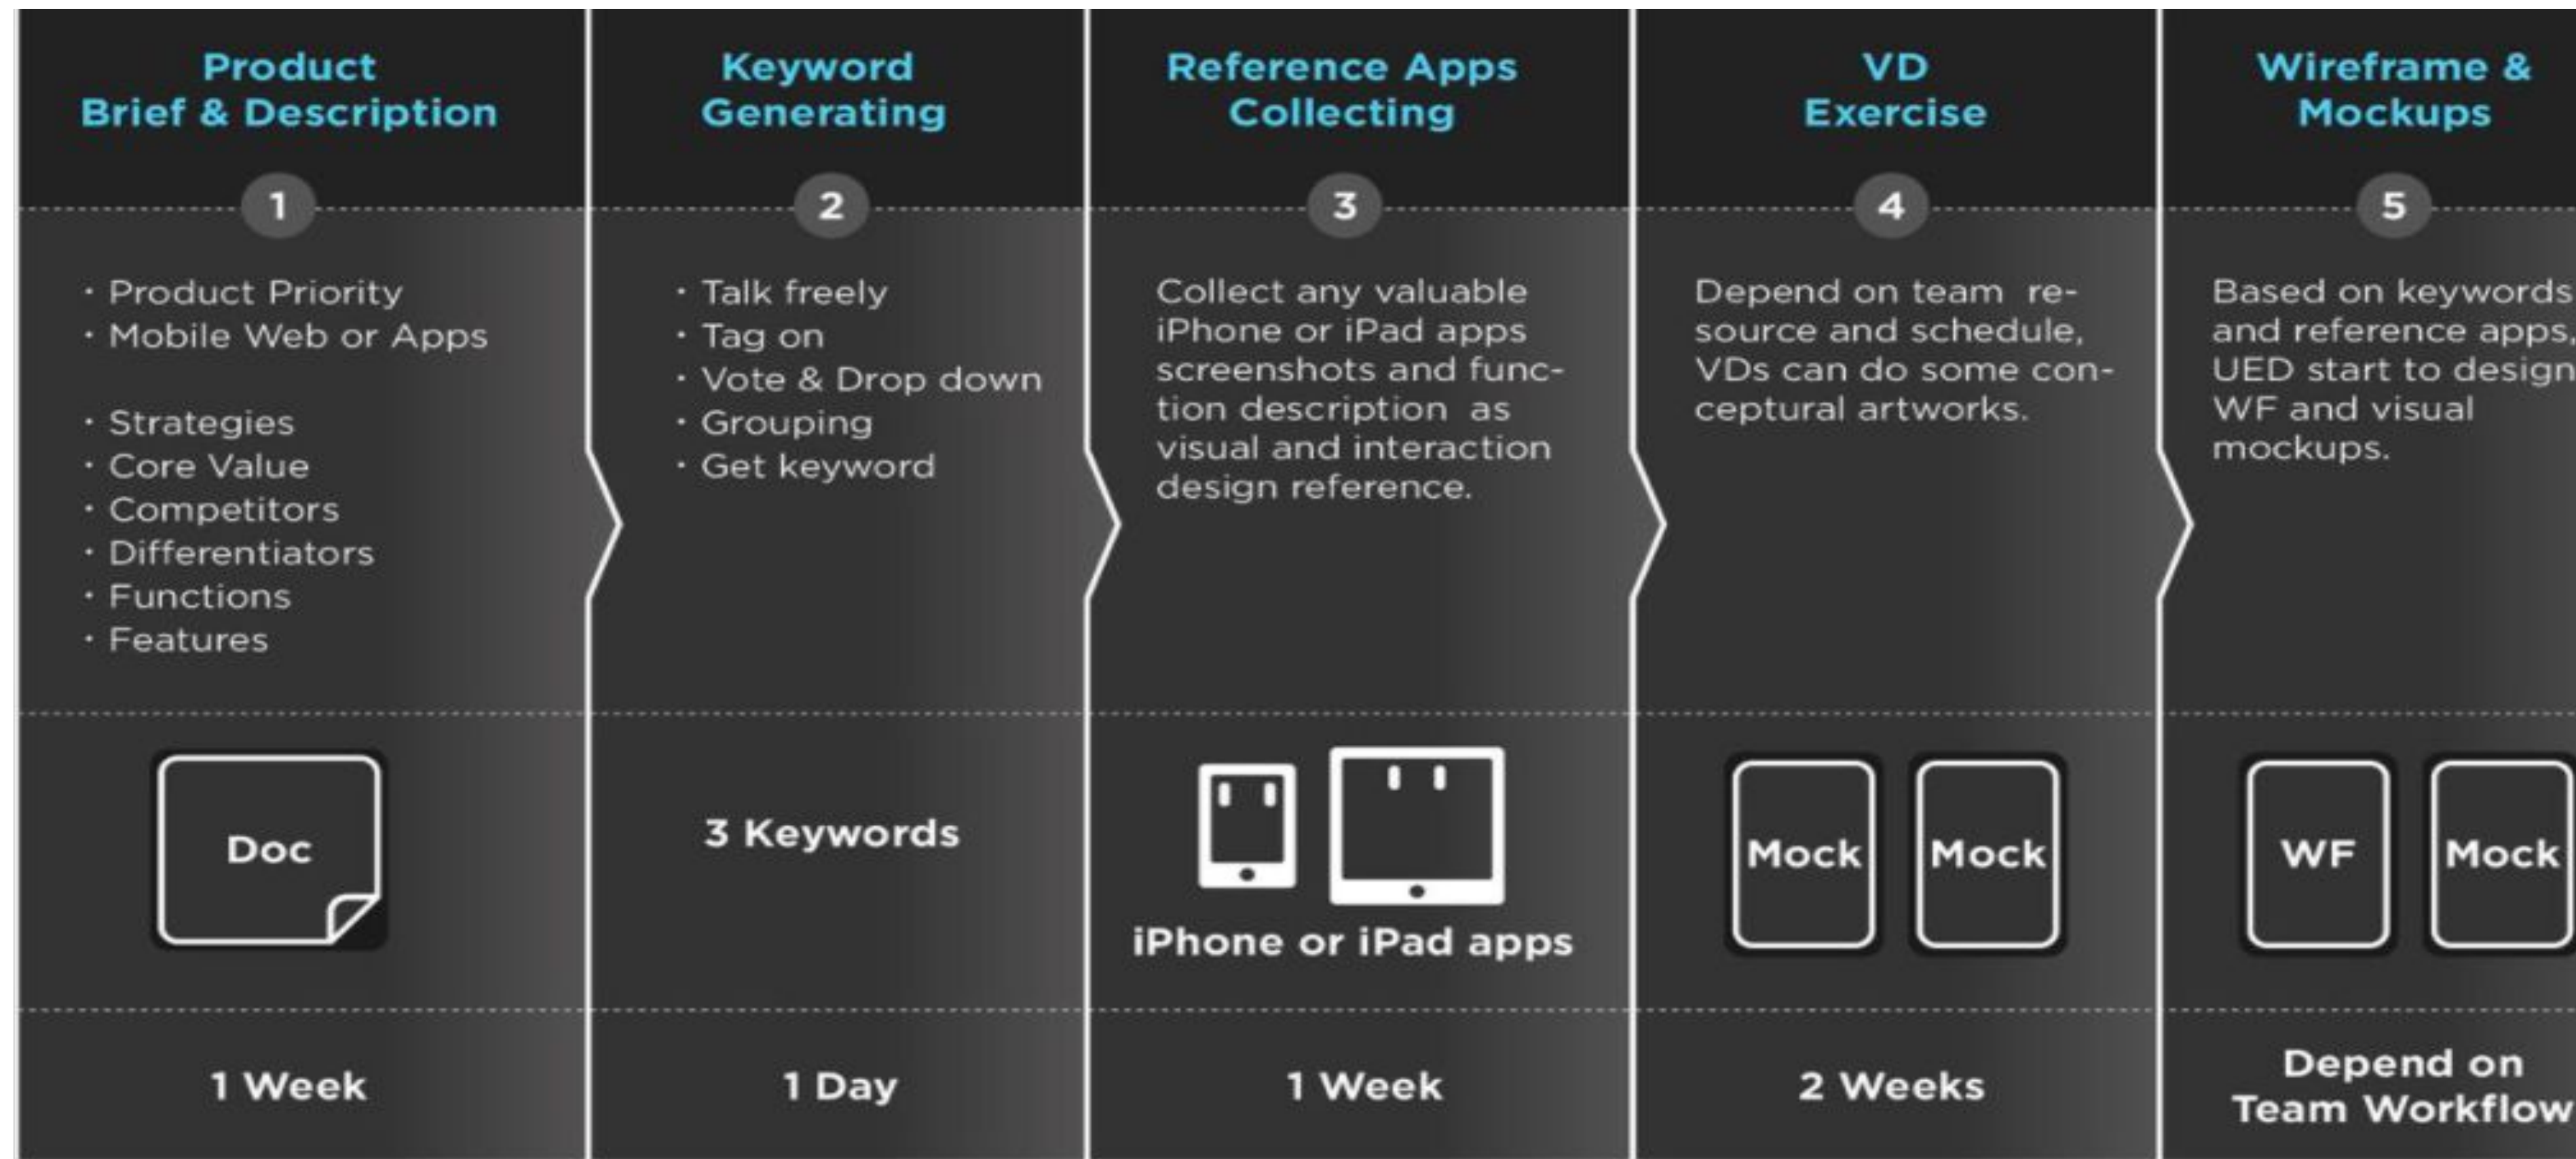 Product
Brief & Description
1
· Product Priority
· Mobile Web or Apps
· Strategies
· Core Value
· Competitors
· Differentiators
· Functions
· Features
Doc
1 Week
Keyword
Generating
2
· Talk freely
· Tag on
· Vote & Drop down
· Grouping
· Get keyword
3 Keywords
1 Day
Reference Apps
Collecting
3
Collect any valuable
iPhone or iPad apps
screenshots and func-
tion description as
visual and interaction
design reference.
iPhone or iPad apps
1 Week
VD
Exercise
4
Depend on team re-
source and schedule,
VDs can do some con-
ceptural artworks.
Mock Mock
2 Weeks
Wireframe &
Mockups
5
Based on keywords
and reference apps,
UED start to design
WF and visual
mockups.
WF Mock
Depend on
Team Workflow